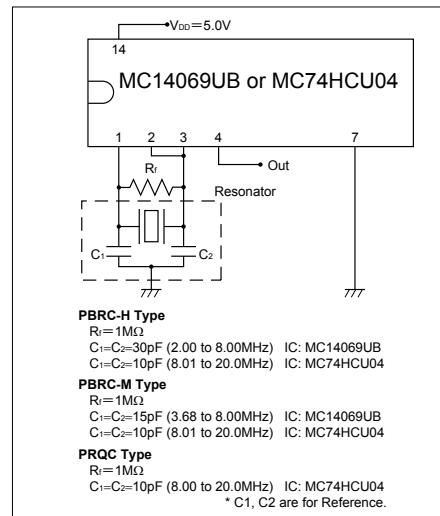 VDD=5.0V
14
MC14069UB or MC74HCU04
1 2 3 4 7
Out
Rf
Resonator
C1 C2
PBRC-H Type
Rf=1MΩ
C1=C2=30pF (2.00 to 8.00MHz) IC: MC14069UB
C1=C2=10pF (8.01 to 20.0MHz) IC: MC74HCU04
PBRC-M Type
Rf=1MΩ
C1=C2=15pF (3.68 to 8.00MHz) IC: MC14069UB
C1=C2=10pF (8.01 to 20.0MHz) IC: MC74HCU04
PRQC Type
Rf=1MΩ
C1=C2=10pF (8.00 to 20.0MHz) IC: MC74HCU04
* C1, C2 are for Reference.